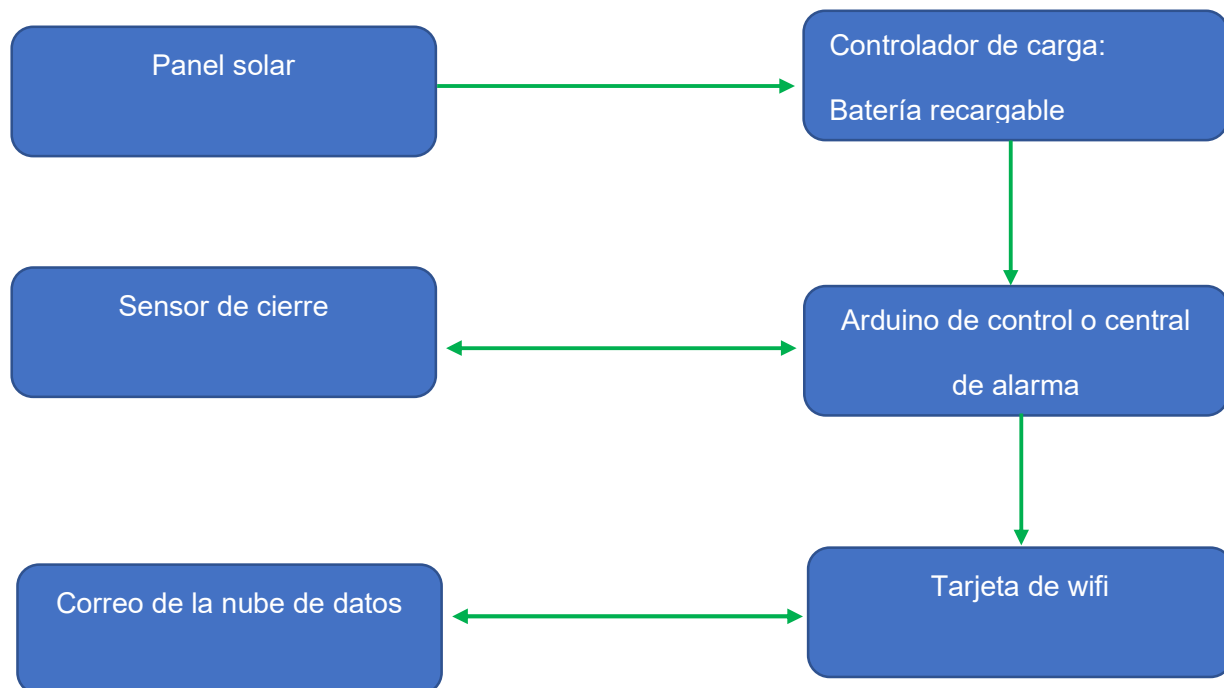 Panel solar
Controlador de carga:
Batería recargable
Sensor de cierre
Arduino de control o central
de alarma
Correo de la nube de datos
Tarjeta de wifi